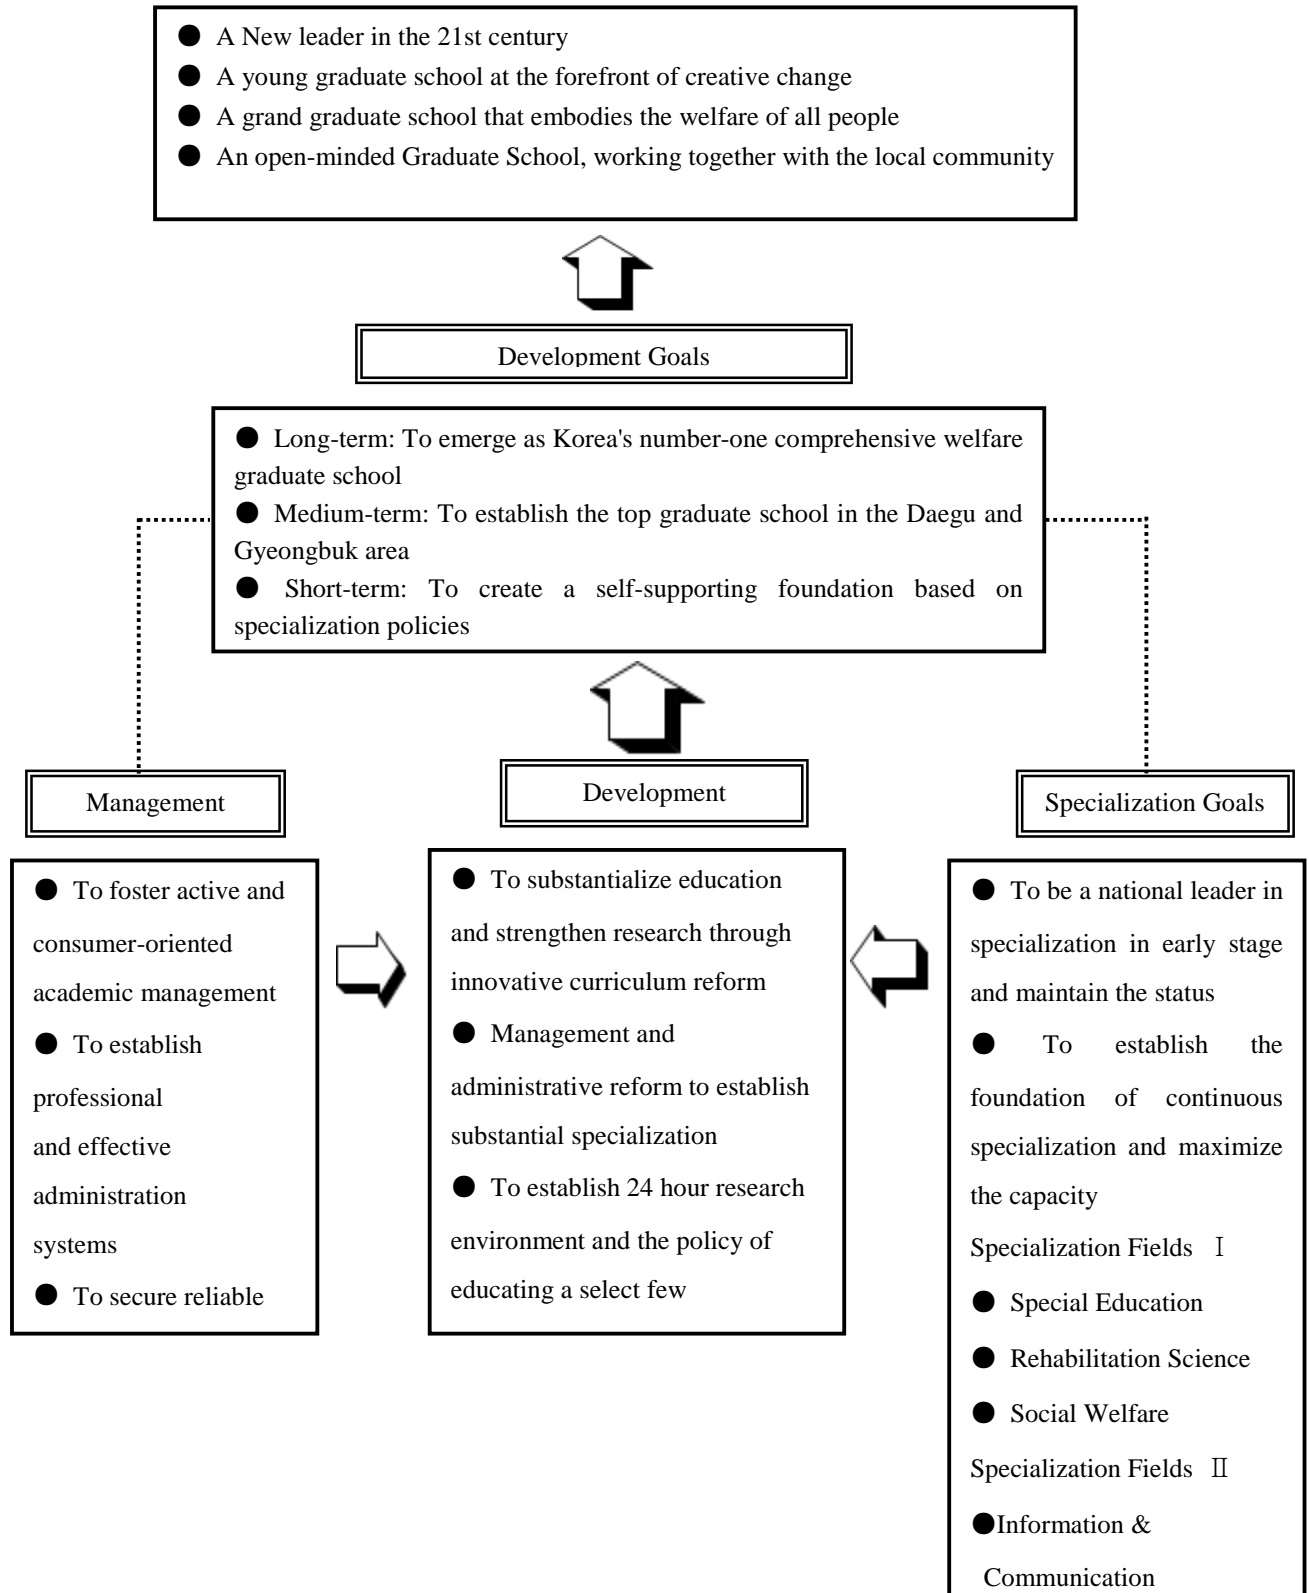 ● A New leader in the 21st century
● A young graduate school at the forefront of creative change
● A grand graduate school that embodies the welfare of all people
● An open-minded Graduate School, working together with the local community
Development Goals
● Long-term: To emerge as Korea's number-one comprehensive welfare
graduate school
● Medium-term: To establish the top graduate school in the Daegu and
Gyeongbuk area
● Short-term: To create a self-supporting foundation based on
specialization policies
Management
● To foster active and
consumer-oriented
academic management
● To establish
professional
and effective
administration
systems
● To secure reliable
Development
● To substantialize education
and strengthen research through
innovative curriculum reform
● Management and
administrative reform to establish
substantial specialization
● To establish 24 hour research
environment and the policy of
educating a select few
Specialization Goals
● To be a national leader in
specialization in early stage
and maintain the status
● To establish the
foundation of continuous
specialization and maximize
the capacity
Specialization Fields Ⅰ
● Special Education
● Rehabilitation Science
● Social Welfare
Specialization Fields Ⅱ
●Information &
Communication